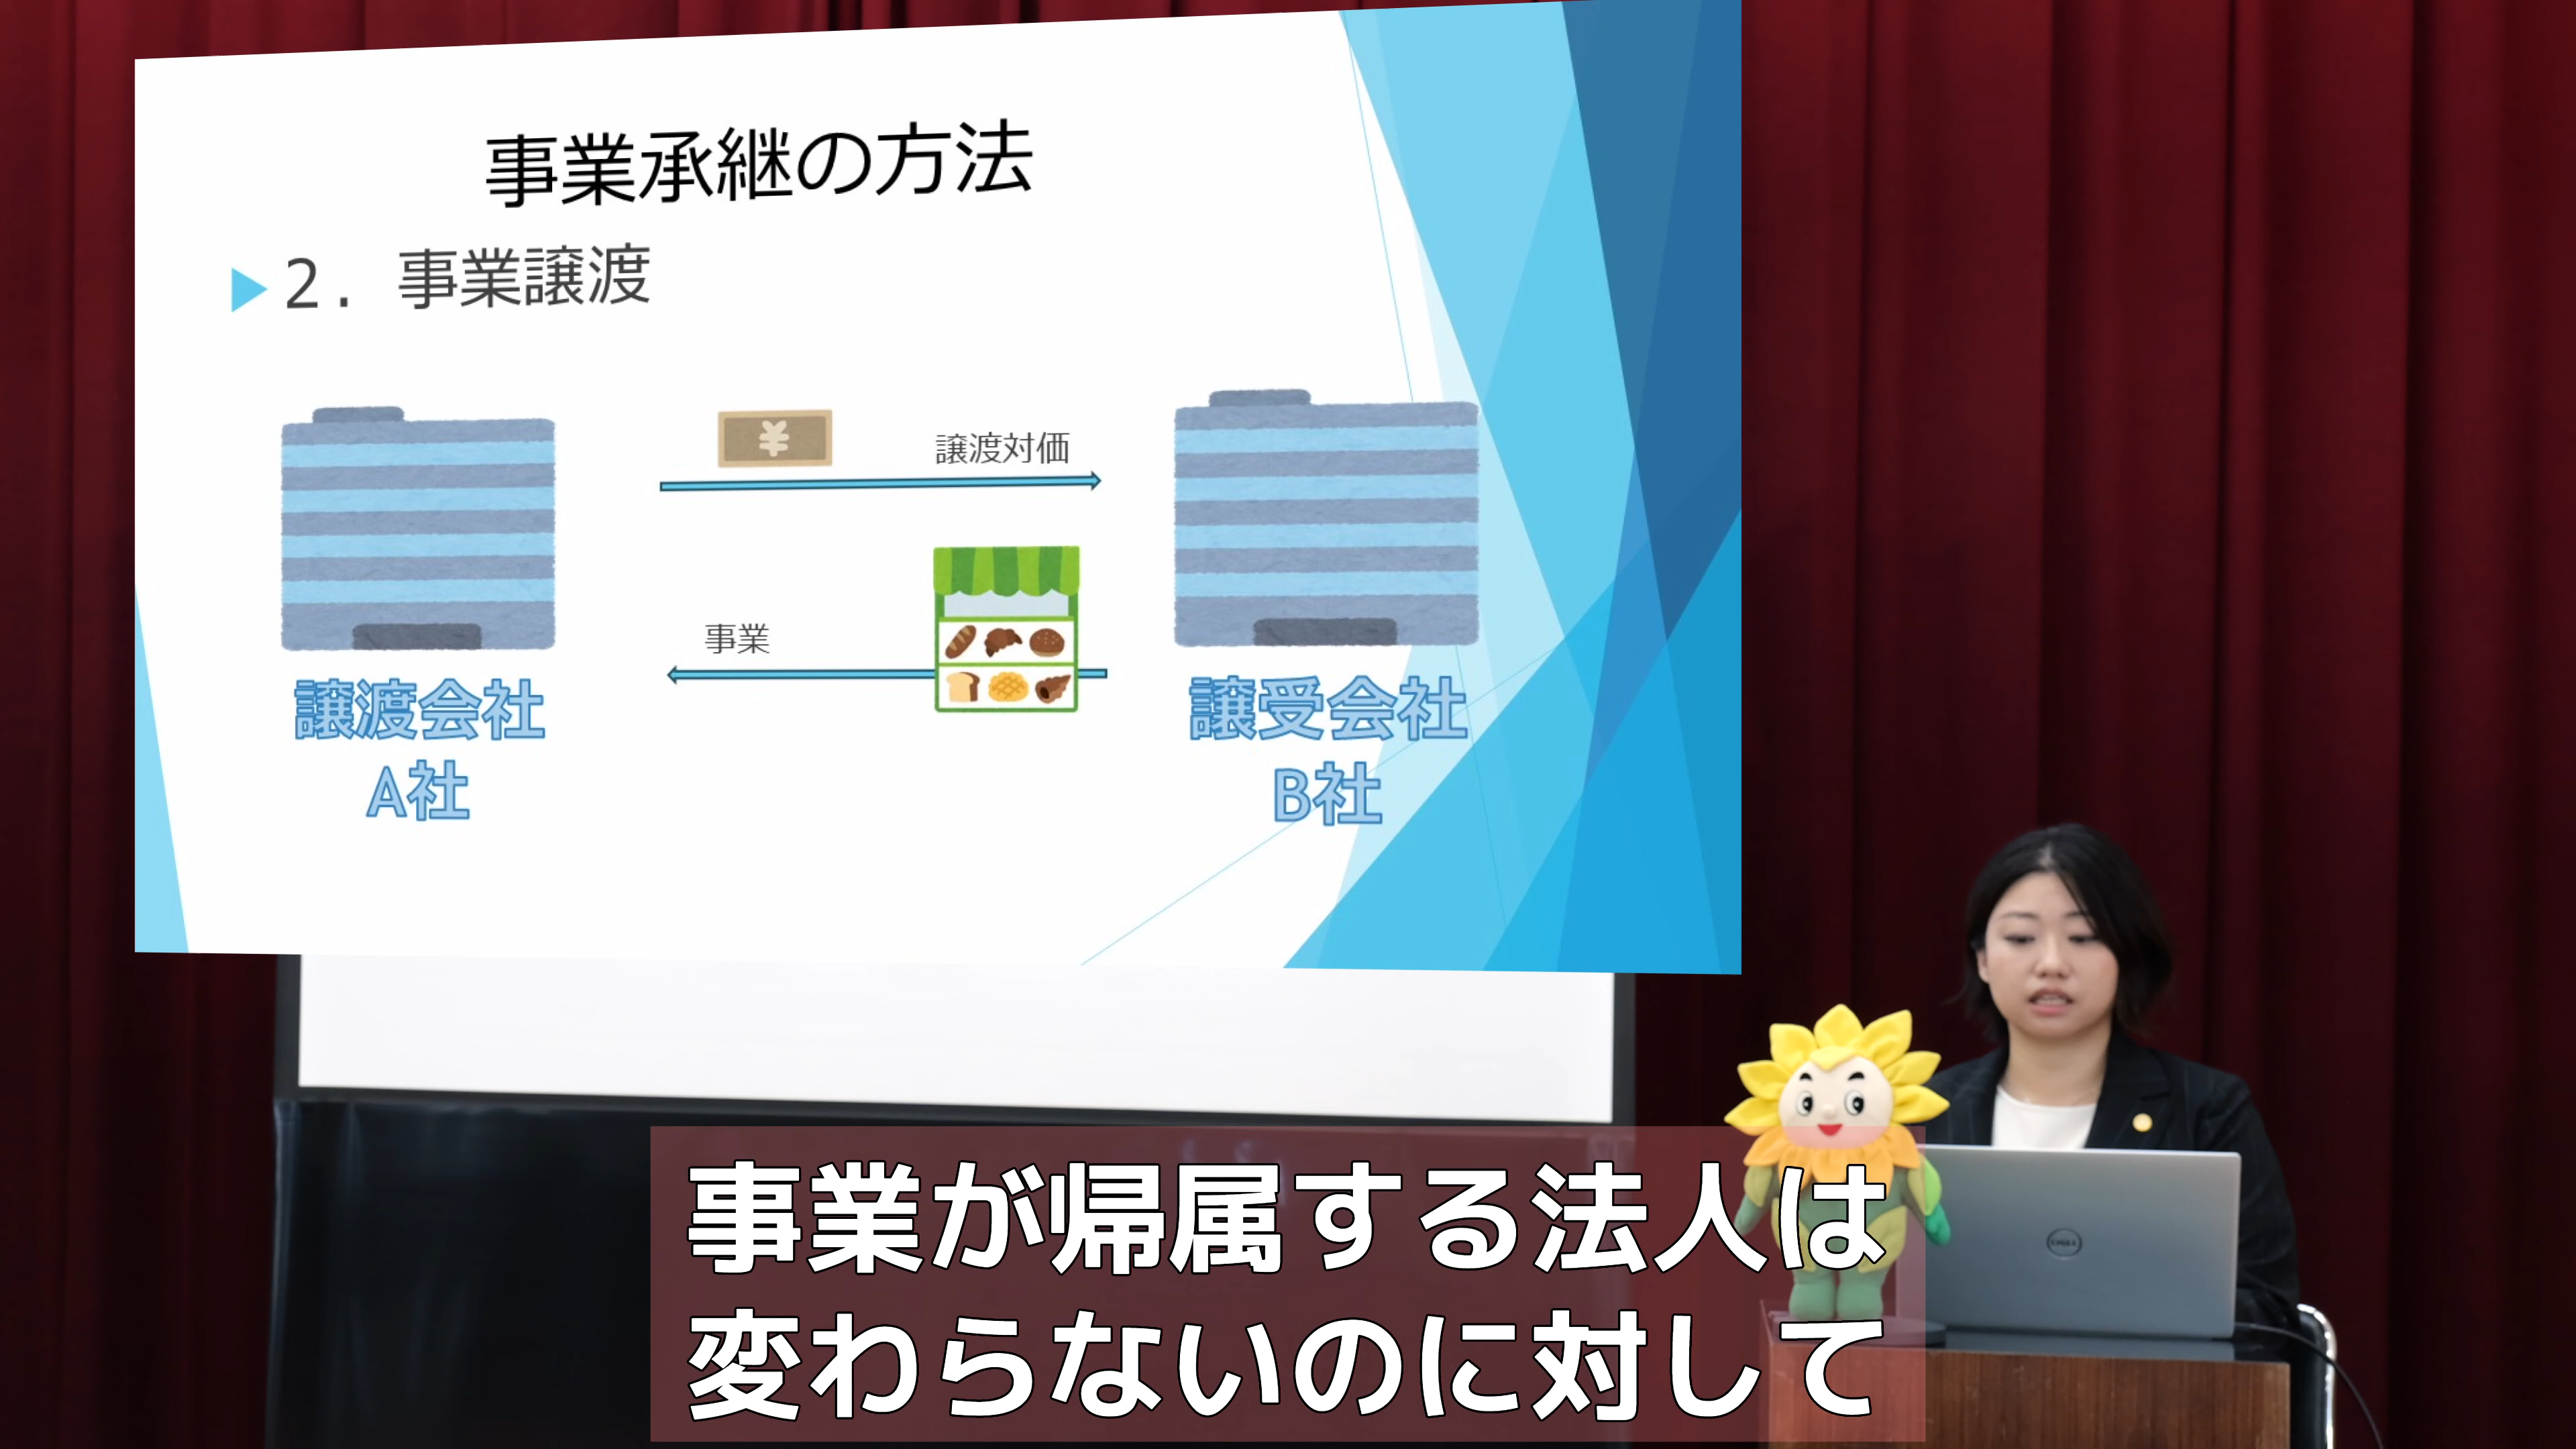 事業承継の方法
2. 事業譲渡
¥
譲渡対価
事業
譲渡会社
A社
譲受会社
B社
DELL
事業が帰属する法人は
変わらないのに対して